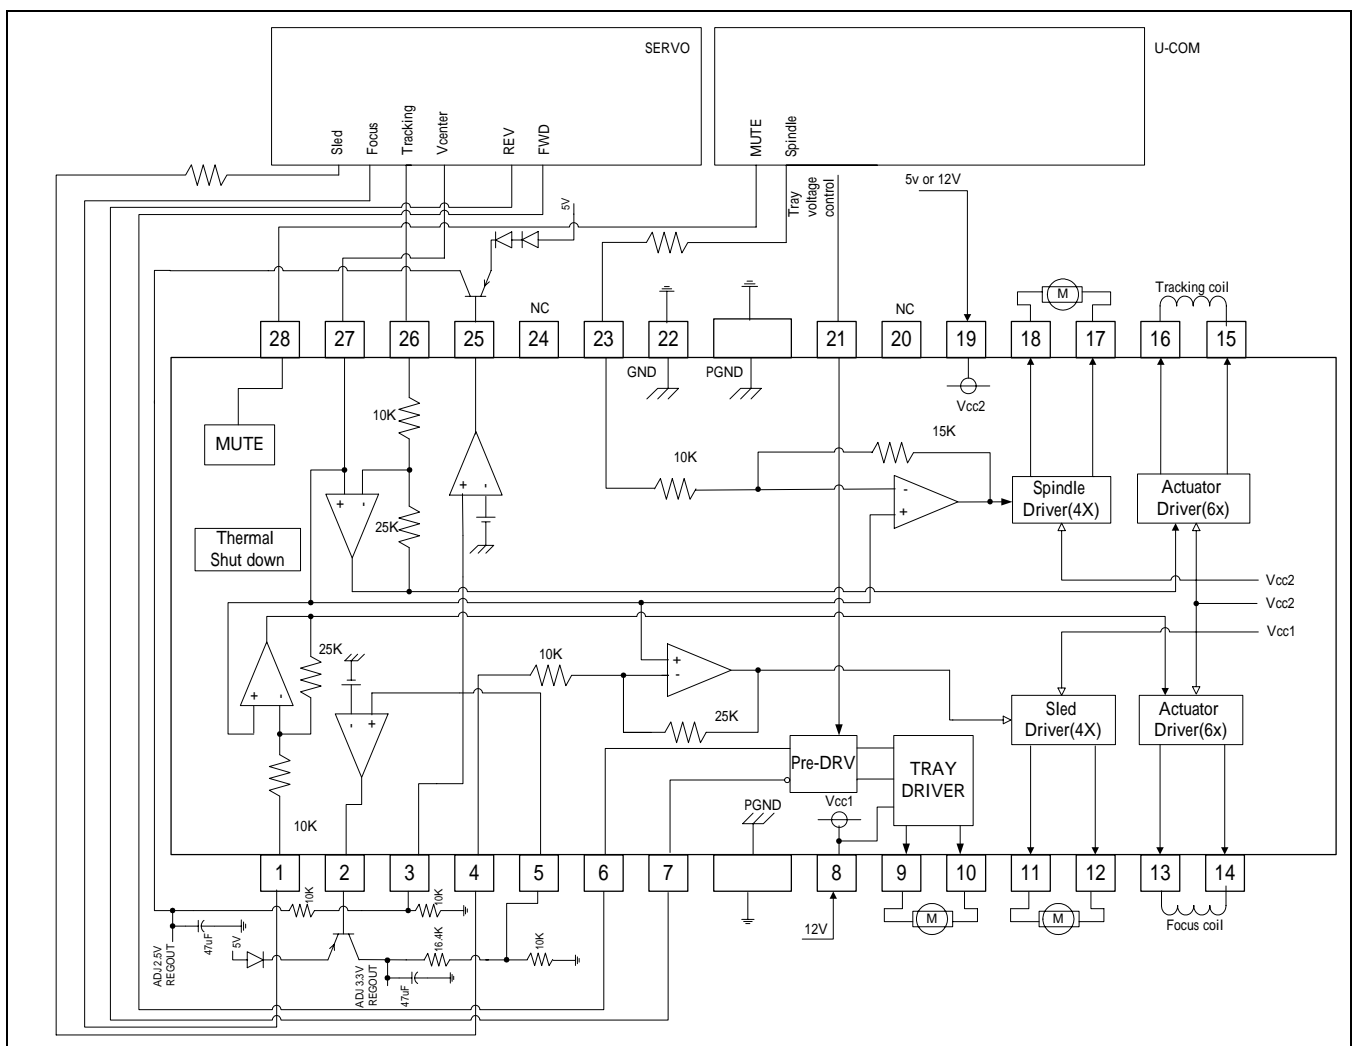 SERVO
U-COM
Sled
Focus
Tracking
Vcenter
REV
FWD
MUTE
Spindle
Tray
voltage
control
5v or 12V
5V
NC
NC
M
Tracking coil
28
27
26
25
24
23
22
21
20
19
18
17
16
15
GND
PGND
Vcc2
MUTE
10K
+
-
25K
+
-
10K
15K
-
+
Spindle
Driver(4X)
Actuator
Driver(6x)
Thermal
Shut down
Vcc2
Vcc2
Vcc1
25K
+
-
10K
-
+
10K
+
-
25K
Sled
Driver(4X)
Actuator
Driver(6x)
Pre-DRV
TRAY
DRIVER
PGND
Vcc1
1
2
3
4
5
6
7
8
9
10
11
12
13
14
10K
10K
M
M
Focus coil
12V
ADJ 2.5V
REGOUT
47uF
5V
16.4K
10K
ADJ 3.3V
REGOUT
47uF